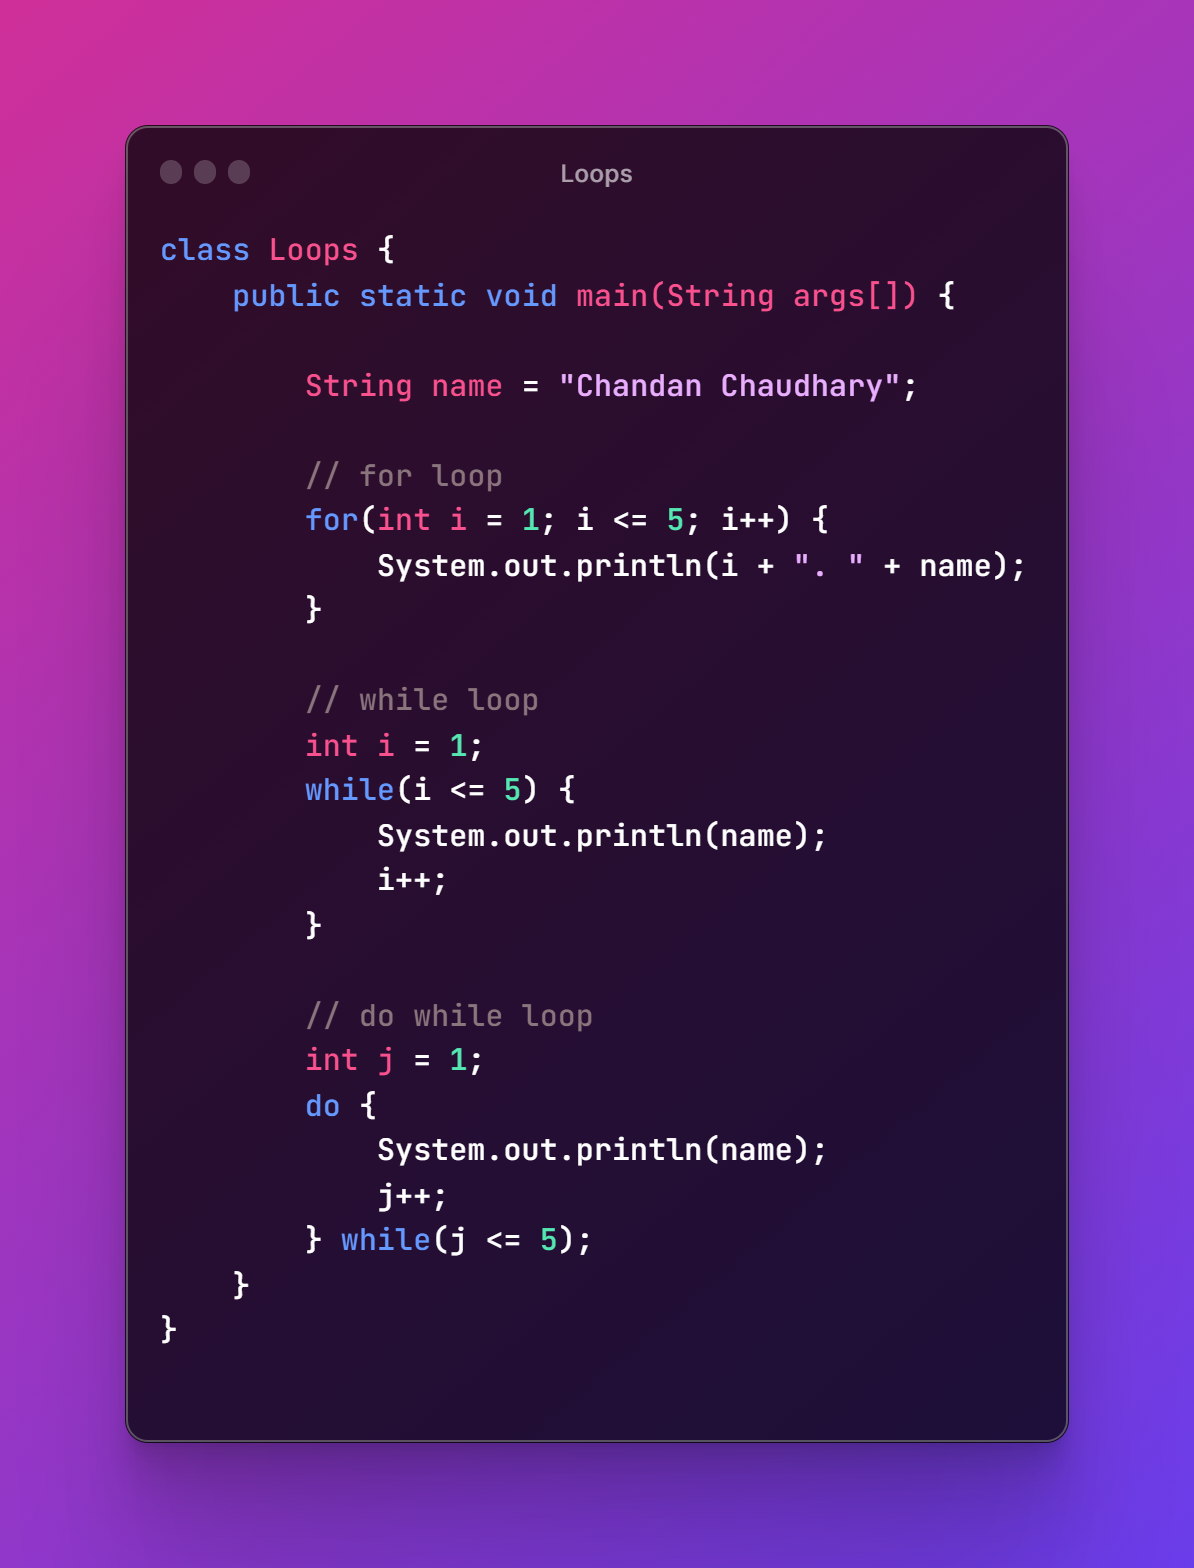 Loops
class Loops {
    public static void main(String args[]) {
        String name = "Chandan Chaudhary";
        // for loop
        for(int i = 1; i <= 5; i++) {
            System.out.println(i + ". " + name);
        }
        // while loop
        int i = 1;
        while(i <= 5) {
            System.out.println(name);
            i++;
        }
        // do while loop
        int j = 1;
        do {
            System.out.println(name);
            j++;
        } while(j <= 5);
    }
}